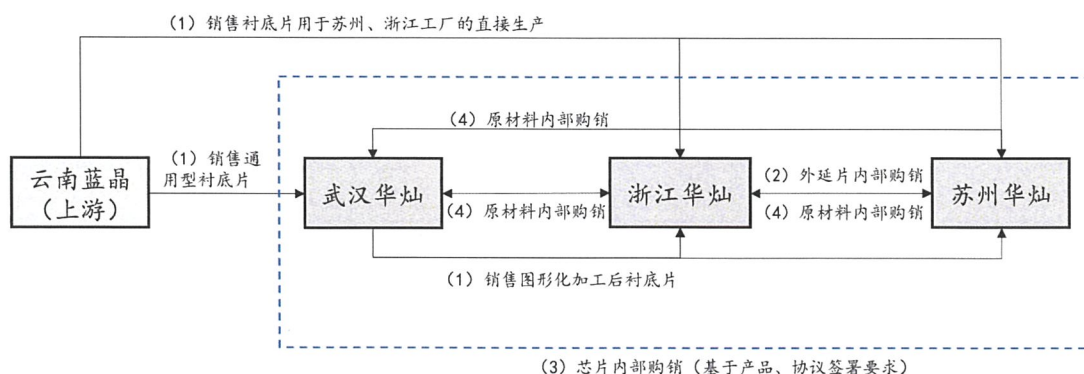 （1）销售衬底片用于苏州、浙江工厂的直接生产
（4）原材料内部购销
（1）销售通
用型衬底片
云南蓝晶
（上游）
武汉华灿
（4）原材料内部购销
浙江华灿
（2）外延片内部购销
（4）原材料内部购销
苏州华灿
（1）销售图形化加工后衬底片
（3）芯片内部购销（基于产品、协议签署要求）